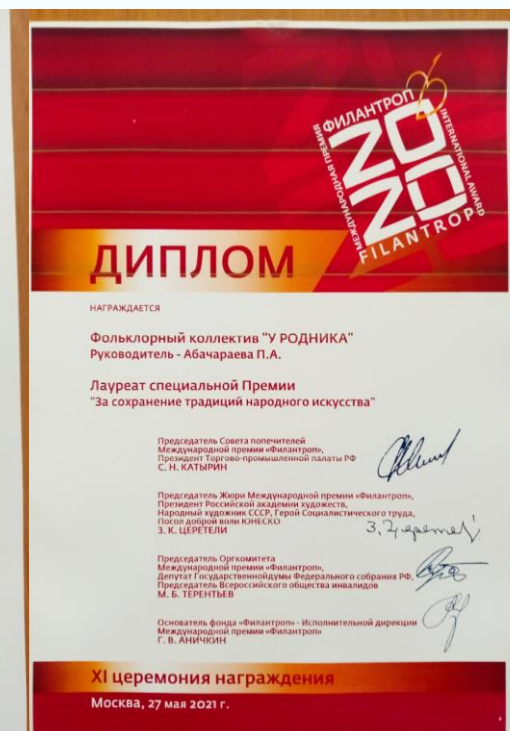 ФИЛАНТРОП
МЕЖДУНАРОДНАЯ ПРЕМИЯ
2020
INTERNATIONAL AWARD
FILANTROP
ДИПЛОМ
НАГРАЖДАЕТСЯ
Фольклорный коллектив "У РОДНИКА"
Руководитель - Абачараева П.А.
Лауреат специальной Премии
"За сохранение традиций народного искусства"
Председатель Совета попечителей
Международной премии «Филантроп»,
Президент Торгово-промышленной палаты РФ
С. Н. КАТЫРИН
Председатель Жюри Международной премии «Филантроп»,
Президент Российской академии художеств,
Народный художник СССР, Герой Социалистического труда,
Посол доброй воли ЮНЕСКО
З. К. ЦЕРЕТЕЛИ
З. Церетели
Председатель Оргкомитета
Международной премии «Филантроп»,
Депутат Государственнойдумы Федерального собрания РФ,
Председатель Всероссийского общества инвалидов
М. Б. ТЕРЕНТЬЕВ
Основатель фонда «Филантроп» - Исполнительной дирекции
Международной премии «Филантроп»
Г. В. АНИЧКИН
XI церемония награждения
Москва, 27 мая 2021 г.